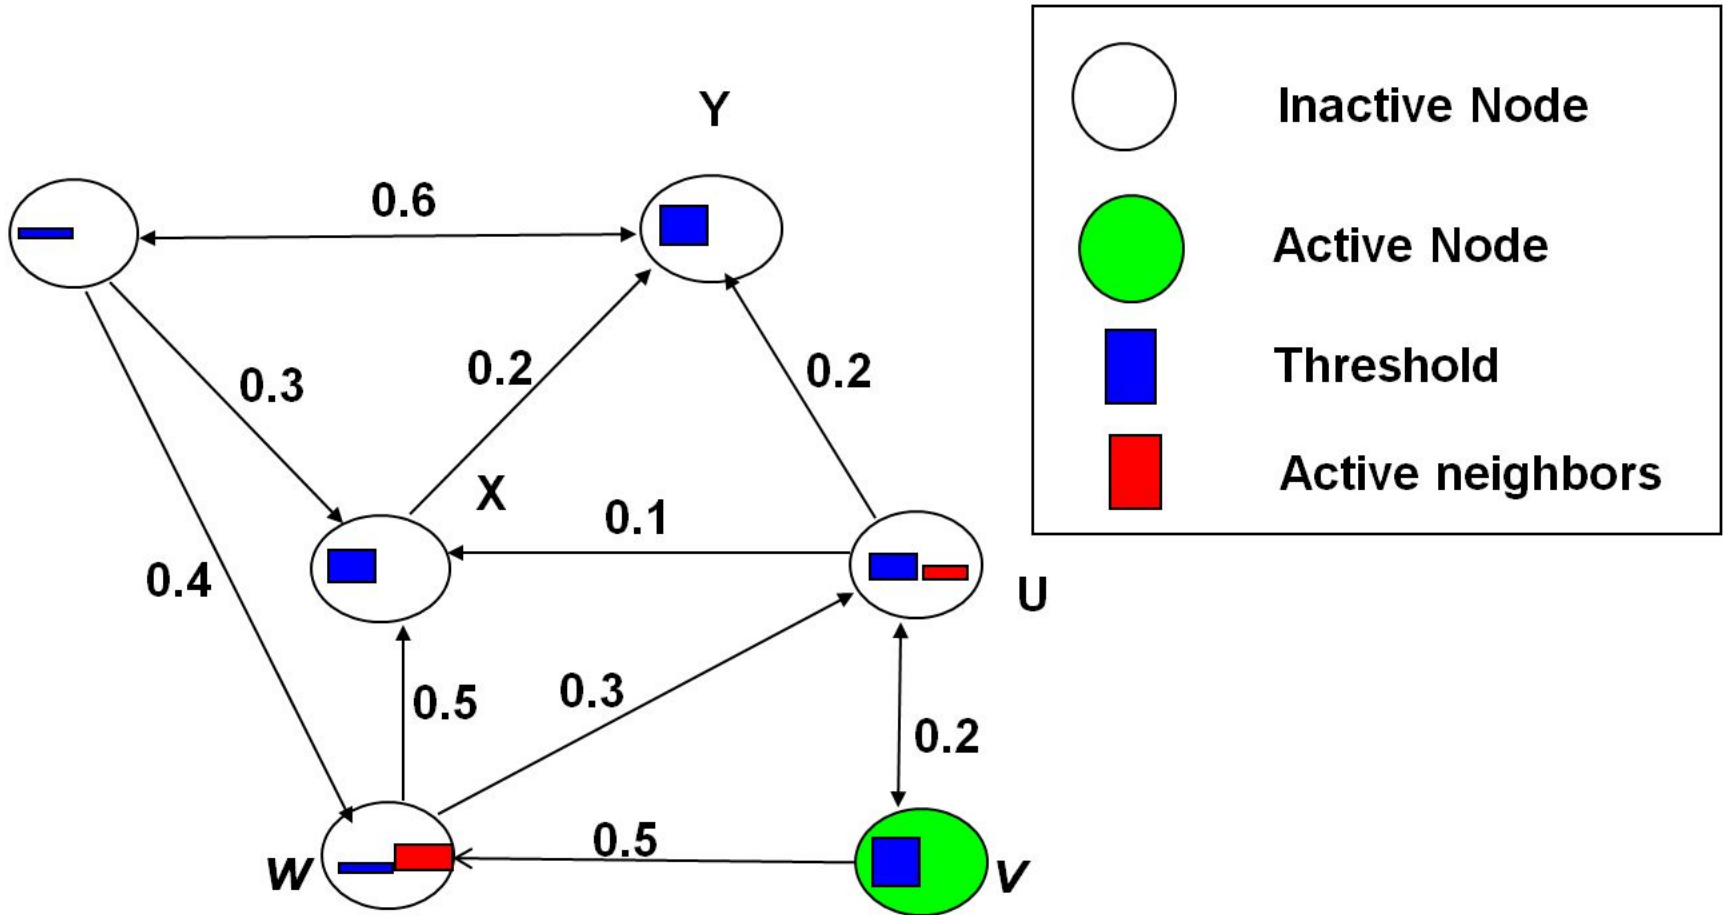 Y
0.6
0.3
0.2
0.2
X
0.1
0.4
U
0.5
0.3
0.2
0.5
W
V
Inactive Node
Active Node
Threshold
Active neighbors